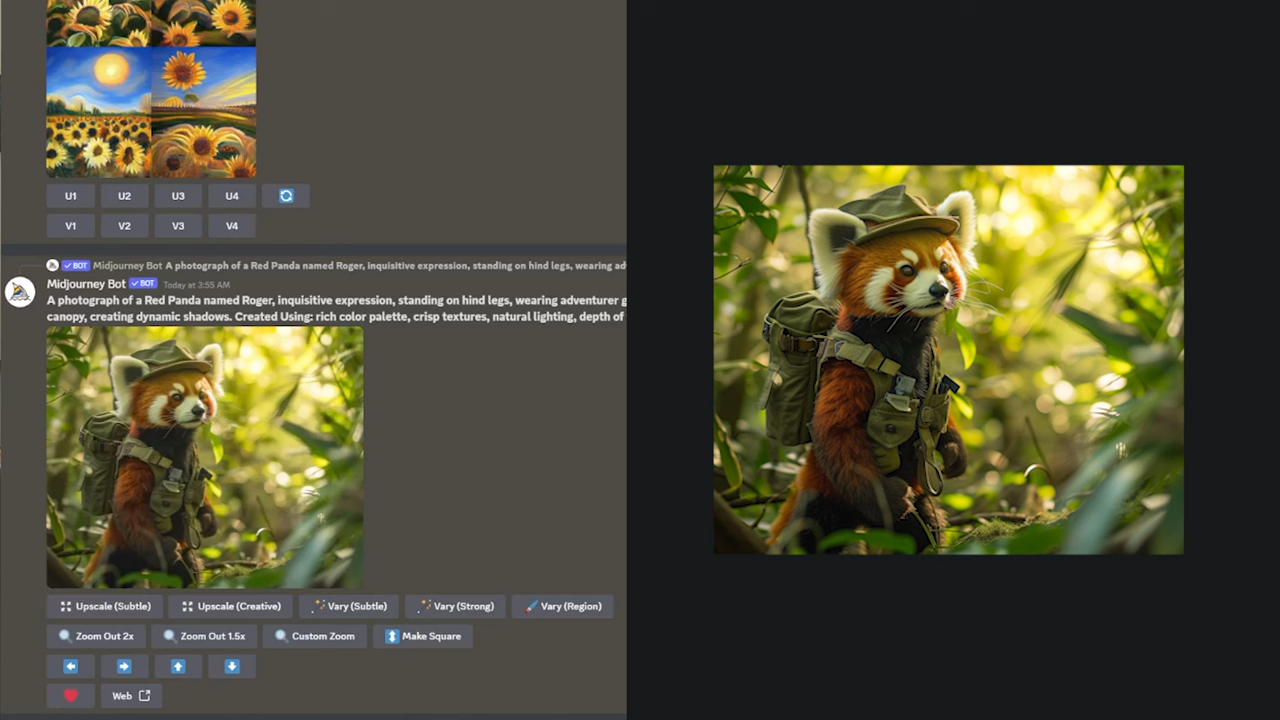 U1 U2 U3 U4
V1 V2 V3 V4
BOT Midjourney Bot A photograph of a Red Panda named Roger, inquisitive expression, standing on hind legs, wearing ad
Midjourney Bot BOT Today at 3:55 AM
A photograph of a Red Panda named Roger, inquisitive expression, standing on hind legs, wearing adventurer g
canopy, creating dynamic shadows. Created Using: rich color palette, crisp textures, natural lighting, depth of
Upscale (Subtle) Upscale (Creative) Vary (Subtle) Vary (Strong) Vary (Region)
Zoom Out 2x Zoom Out 1.5x Custom Zoom Make Square
Web